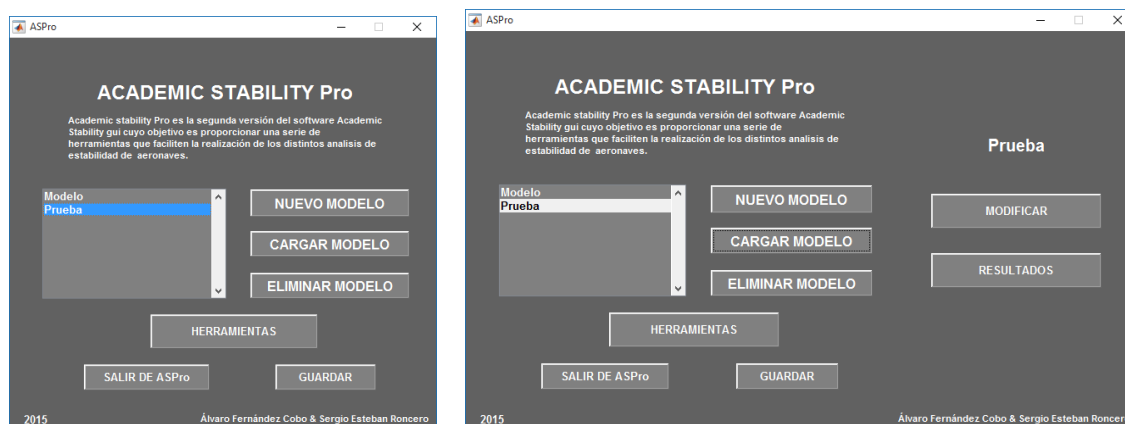 ASPro
ACADEMIC STABILITY Pro
Academic stability Pro es la segunda versión del software Academic
Stability gui cuyo objetivo es proporcionar una serie de
herramientas que faciliten la realización de los distintos analisis de
estabilidad de aeronaves.
Modelo
Prueba
NUEVO MODELO
CARGAR MODELO
ELIMINAR MODELO
HERRAMIENTAS
SALIR DE ASPro
GUARDAR
2015
Álvaro Fernández Cobo & Sergio Esteban Roncero
ASPro
ACADEMIC STABILITY Pro
Academic stability Pro es la segunda versión del software Academic
Stability gui cuyo objetivo es proporcionar una serie de
herramientas que faciliten la realización de los distintos analisis de
estabilidad de aeronaves.
Modelo
Prueba
NUEVO MODELO
CARGAR MODELO
ELIMINAR MODELO
HERRAMIENTAS
SALIR DE ASPro
GUARDAR
Prueba
MODIFICAR
RESULTADOS
2015
Álvaro Fernández Cobo & Sergio Esteban Roncer